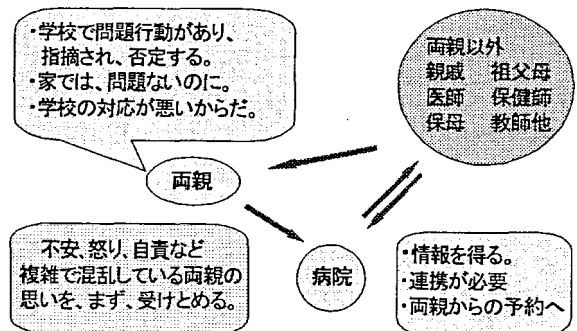 ・学校で問題行動があり、
指摘され、否定する。
・家では、問題ないのに。
・学校の対応が悪いからだ。
両親以外
親戚　祖父母
医師　保健師
保母　教師他
両親
不安、怒り、自責など
複雑で混乱している両親の
思いを、まず、受けとめる。
病院
・情報を得る。
・連携が必要
・両親からの予約へ